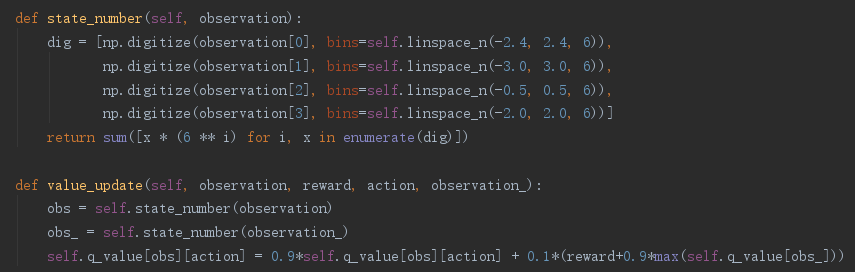 def state_number(self, observation):
    dig = [np.digitize(observation[0], bins=self.linspace_n(-2.4, 2.4, 6)),
           np.digitize(observation[1], bins=self.linspace_n(-3.0, 3.0, 6)),
           np.digitize(observation[2], bins=self.linspace_n(-0.5, 0.5, 6)),
           np.digitize(observation[3], bins=self.linspace_n(-2.0, 2.0, 6))]
    return sum([x * (6 ** i) for i, x in enumerate(dig)])
def value_update(self, observation, reward, action, observation_):
    obs = self.state_number(observation)
    obs_ = self.state_number(observation_)
    self.q_value[obs][action] = 0.9*self.q_value[obs][action] + 0.1*(reward+0.9*max(self.q_value[obs_]))